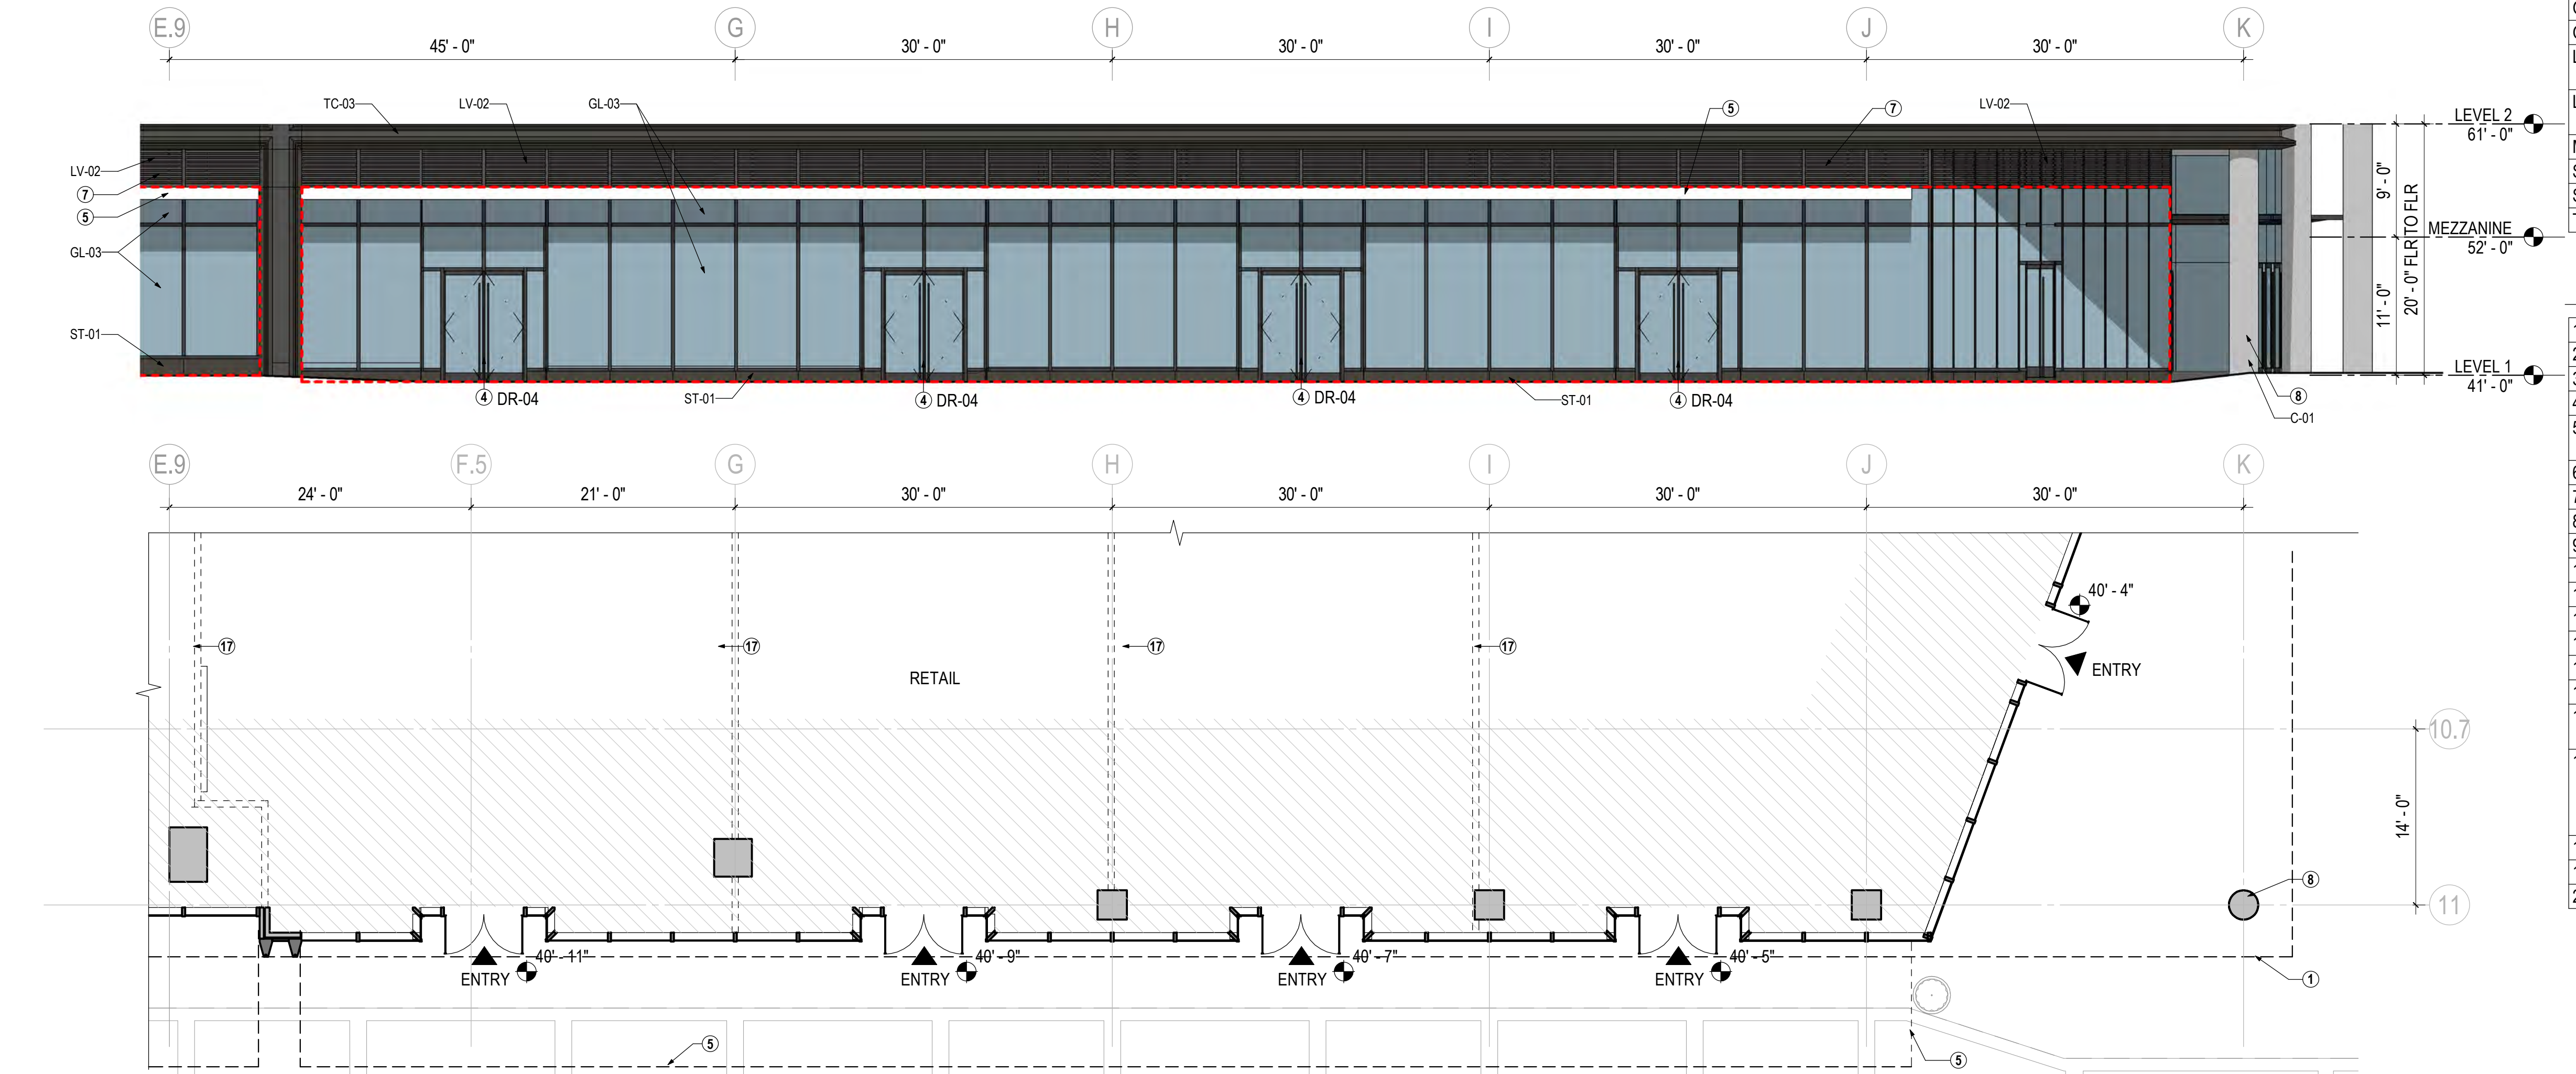 E.9 G H I J K
45' - 0" 30' - 0" 30' - 0" 30' - 0" 30' - 0"
TC-03 LV-02 GL-03 5 7 LV-02
LEVEL 2
61' - 0"
LV-02
7
5
GL-03
9' - 0"
MEZZANINE
52' - 0"
20' - 0" FLR TO FLR
11' - 0"
ST-01
LEVEL 1
41' - 0"
4 DR-04 ST-01 4 DR-04 4 DR-04 ST-01 4 DR-04 8
C-01
E.9 F.5 G H I J K
24' - 0" 21' - 0" 30' - 0" 30' - 0" 30' - 0" 30' - 0"
40' - 4"
17 17 17 17
RETAIL
ENTRY
10.7
14' - 0"
8
11
40' - 11" 40' - 9" 40' - 7" 40' - 5"
ENTRY ENTRY ENTRY ENTRY
1
5 5